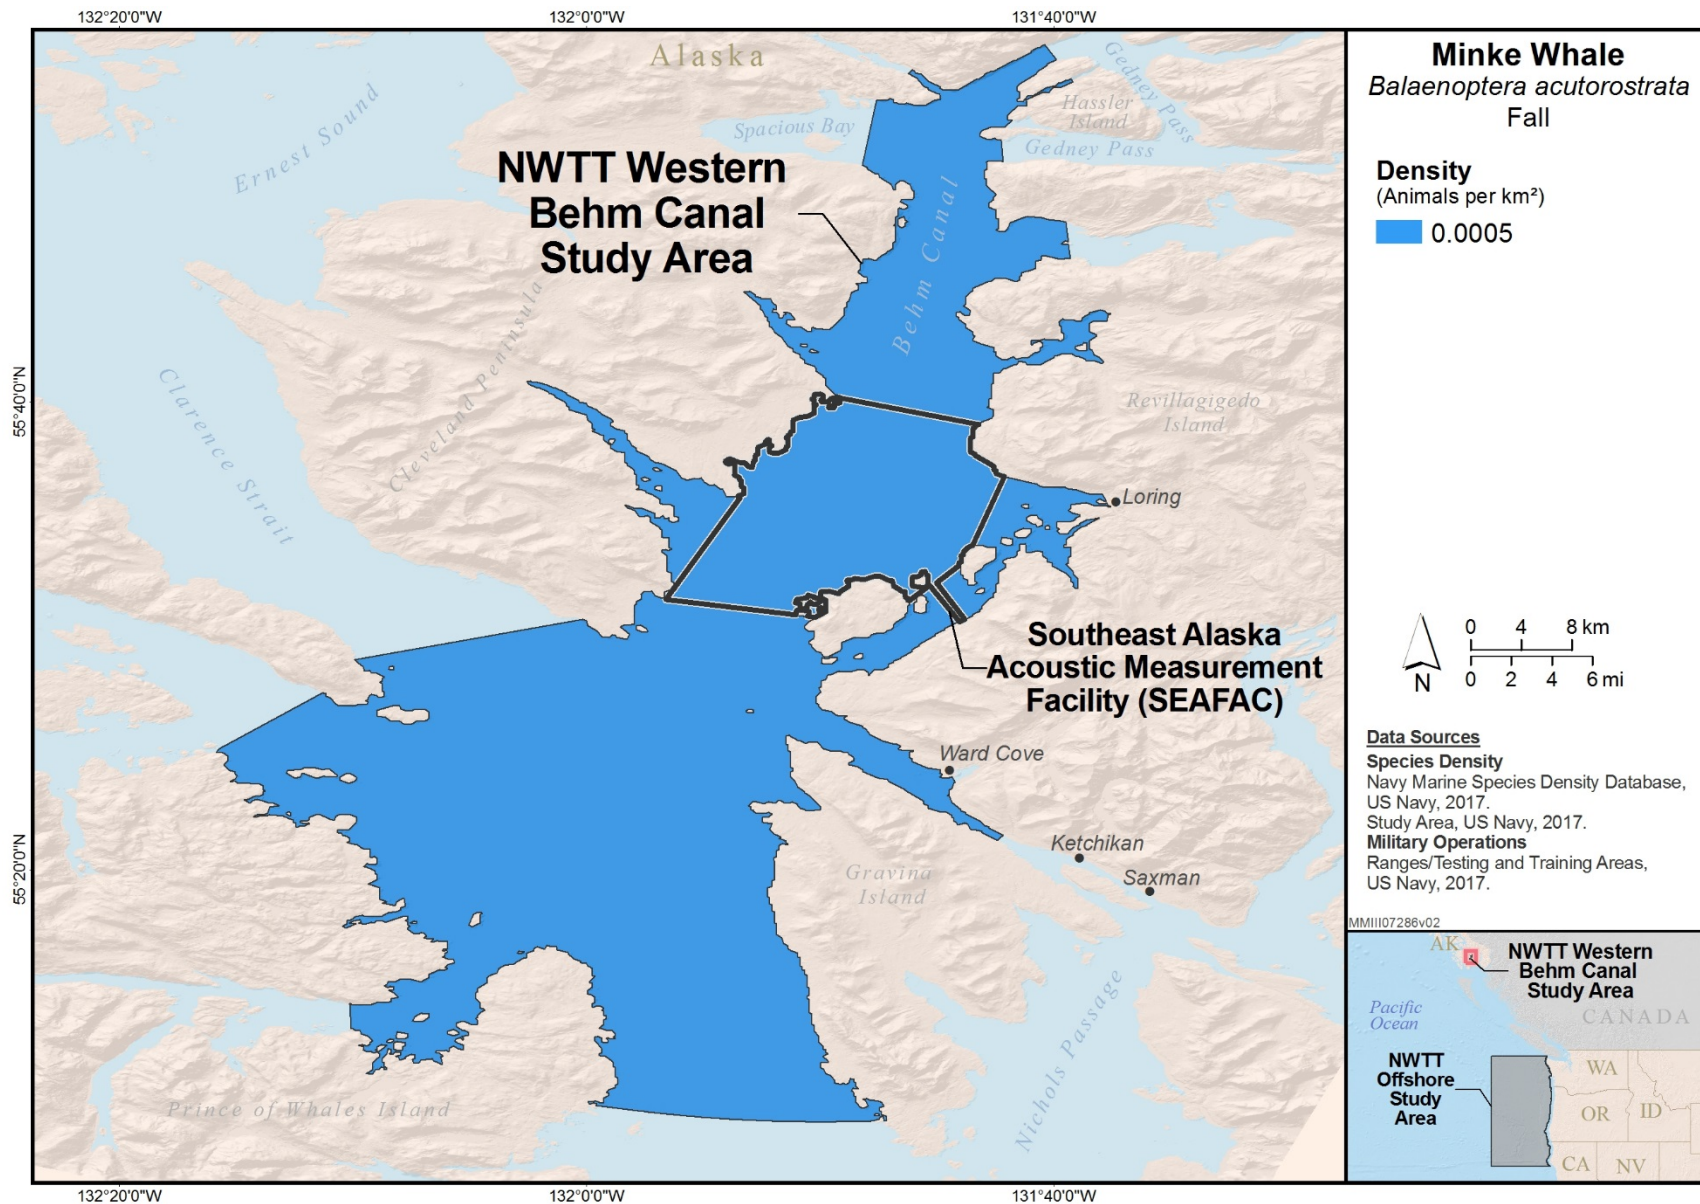 132°20'0"W
132°0'0"W
131°40'0"W
Alaska
Ernest Sound
Spacious Bay
Gedney Pass
Hassler
Island
Gedney Pass
NWTT Western
Behm Canal
Study Area
Behm Canal
Cleveland Peninsula
Clarence Strait
55°40'0"N
Revillagigedo
Island
Loring
Southeast Alaska
Acoustic Measurement
Facility (SEAFAC)
Ward Cove
Ketchikan
Saxman
Gravina
Island
55°20'0"N
Nichols Passage
Prince of Whales Island
132°20'0"W
132°0'0"W
131°40'0"W
Minke Whale
Balaenoptera acutorostrata
Fall
Density
(Animals per km²)
0.0005
N
0 4 8 km
0 2 4 6 mi
Data Sources
Species Density
Navy Marine Species Density Database,
US Navy, 2017.
Study Area, US Navy, 2017.
Military Operations
Ranges/Testing and Training Areas,
US Navy, 2017.
MMIII07286v02
AK
NWTT Western
Behm Canal
Study Area
Pacific
Ocean
CANADA
NWTT
Offshore
Study
Area
WA
OR
ID
CA
NV